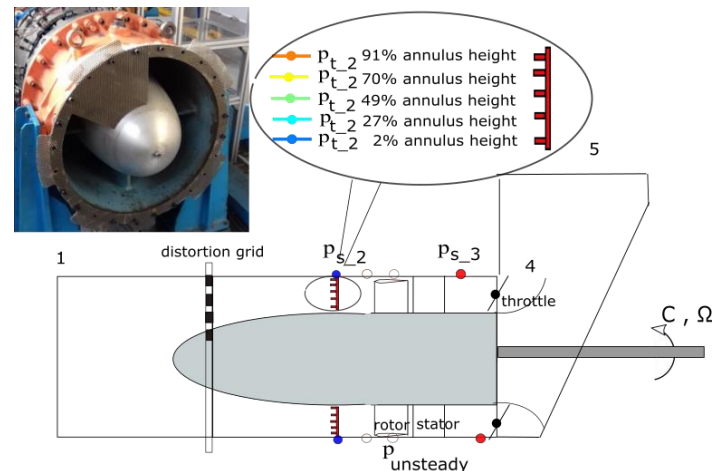 p_t_2 91% annulus height
p_t_2 70% annulus height
p_t_2 49% annulus height
p_t_2 27% annulus height
p_t_2 2% annulus height
5
1
distortion grid
p_s_2
p_s_3
4
throttle
C , Ω
rotor stator
p
unsteady